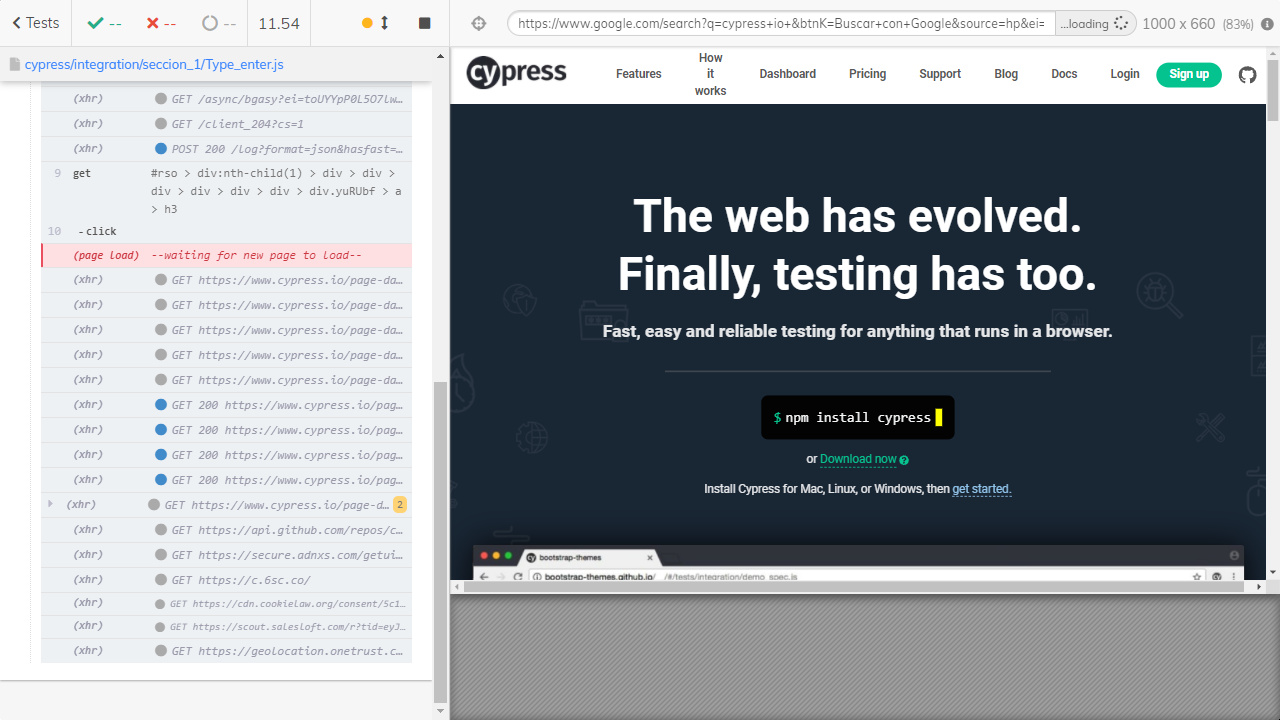 Tests
--
--
--
11.54
https://www.google.com/search?q=cypress+io+&btnK=Buscar+con+Google&source=hp&ei=
...loading
1000 x 660 (83%)
cypress/integration/seccion_1/Type_enter.js
(xhr) GET /async/bgasy?ei=toUYYpP0L5O7lw…
(xhr) GET /client_204?cs=1
(xhr) POST 200 /log?format=json&hasfast=…
9 get #rso > div:nth-child(1) > div > div >
div > div > div > div > div.yuRUbf > a
> h3
10 -click
(page load) --waiting for new page to load--
(xhr) GET https://www.cypress.io/page-da…
(xhr) GET https://www.cypress.io/page-da…
(xhr) GET https://www.cypress.io/page-da…
(xhr) GET https://www.cypress.io/page-da…
(xhr) GET https://www.cypress.io/page-da…
(xhr) GET 200 https://www.cypress.io/pag…
(xhr) GET 200 https://www.cypress.io/pag…
(xhr) GET 200 https://www.cypress.io/pag…
(xhr) GET 200 https://www.cypress.io/pag…
(xhr) GET https://www.cypress.io/page-d… 2
(xhr) GET https://api.github.com/repos/c…
(xhr) GET https://secure.adnxs.com/getui…
(xhr) GET https://c.6sc.co/
(xhr) GET https://cdn.cookielaw.org/consent/5c1…
(xhr) GET https://scout.salesloft.com/r?tid=eyJ…
(xhr) GET https://geolocation.onetrust.c…
cypress
Features
How
it
works
Dashboard
Pricing
Support
Blog
Docs
Login
Sign up
The web has evolved.
Finally, testing has too.
Fast, easy and reliable testing for anything that runs in a browser.
$ npm install cypress
or Download now ?
Install Cypress for Mac, Linux, or Windows, then get started.
cy bootstrap-themes
bootstrap-themes.github.io/__/#/tests/integration/demo_spec.js